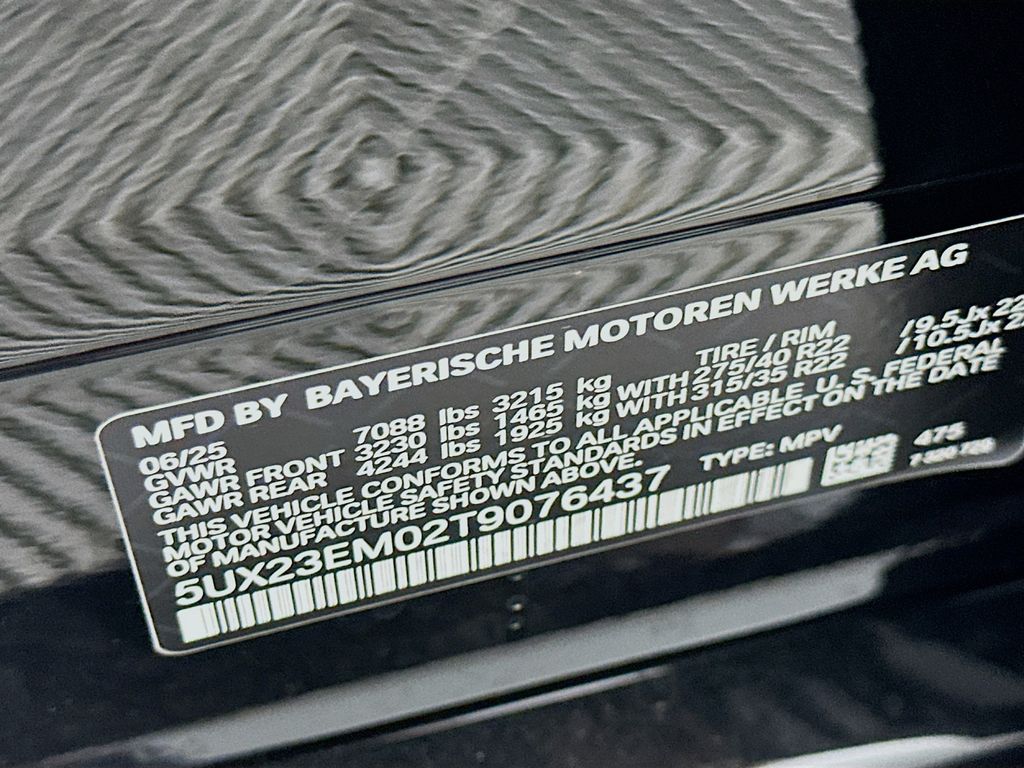 MFD BY BAYERISCHE MOTOREN WERKE AG
06/25 TIRE / RIM
GVWR 7088 lbs 3215 kg
GAWR FRONT 3230 lbs 1465 kg WITH 275/40 R22 /9.5Jx 22
GAWR REAR 4244 lbs 1925 kg WITH 315/35 R22 /10.5Jx
THIS VEHICLE CONFORMS TO ALL APPLICABLE U. S. FEDERAL
MOTOR VEHICLE SAFETY STANDARDS IN EFFECT ON THE DATE
OF MANUFACTURE SHOWN ABOVE.
5UX23EM02T9076437 TYPE: MPV 475